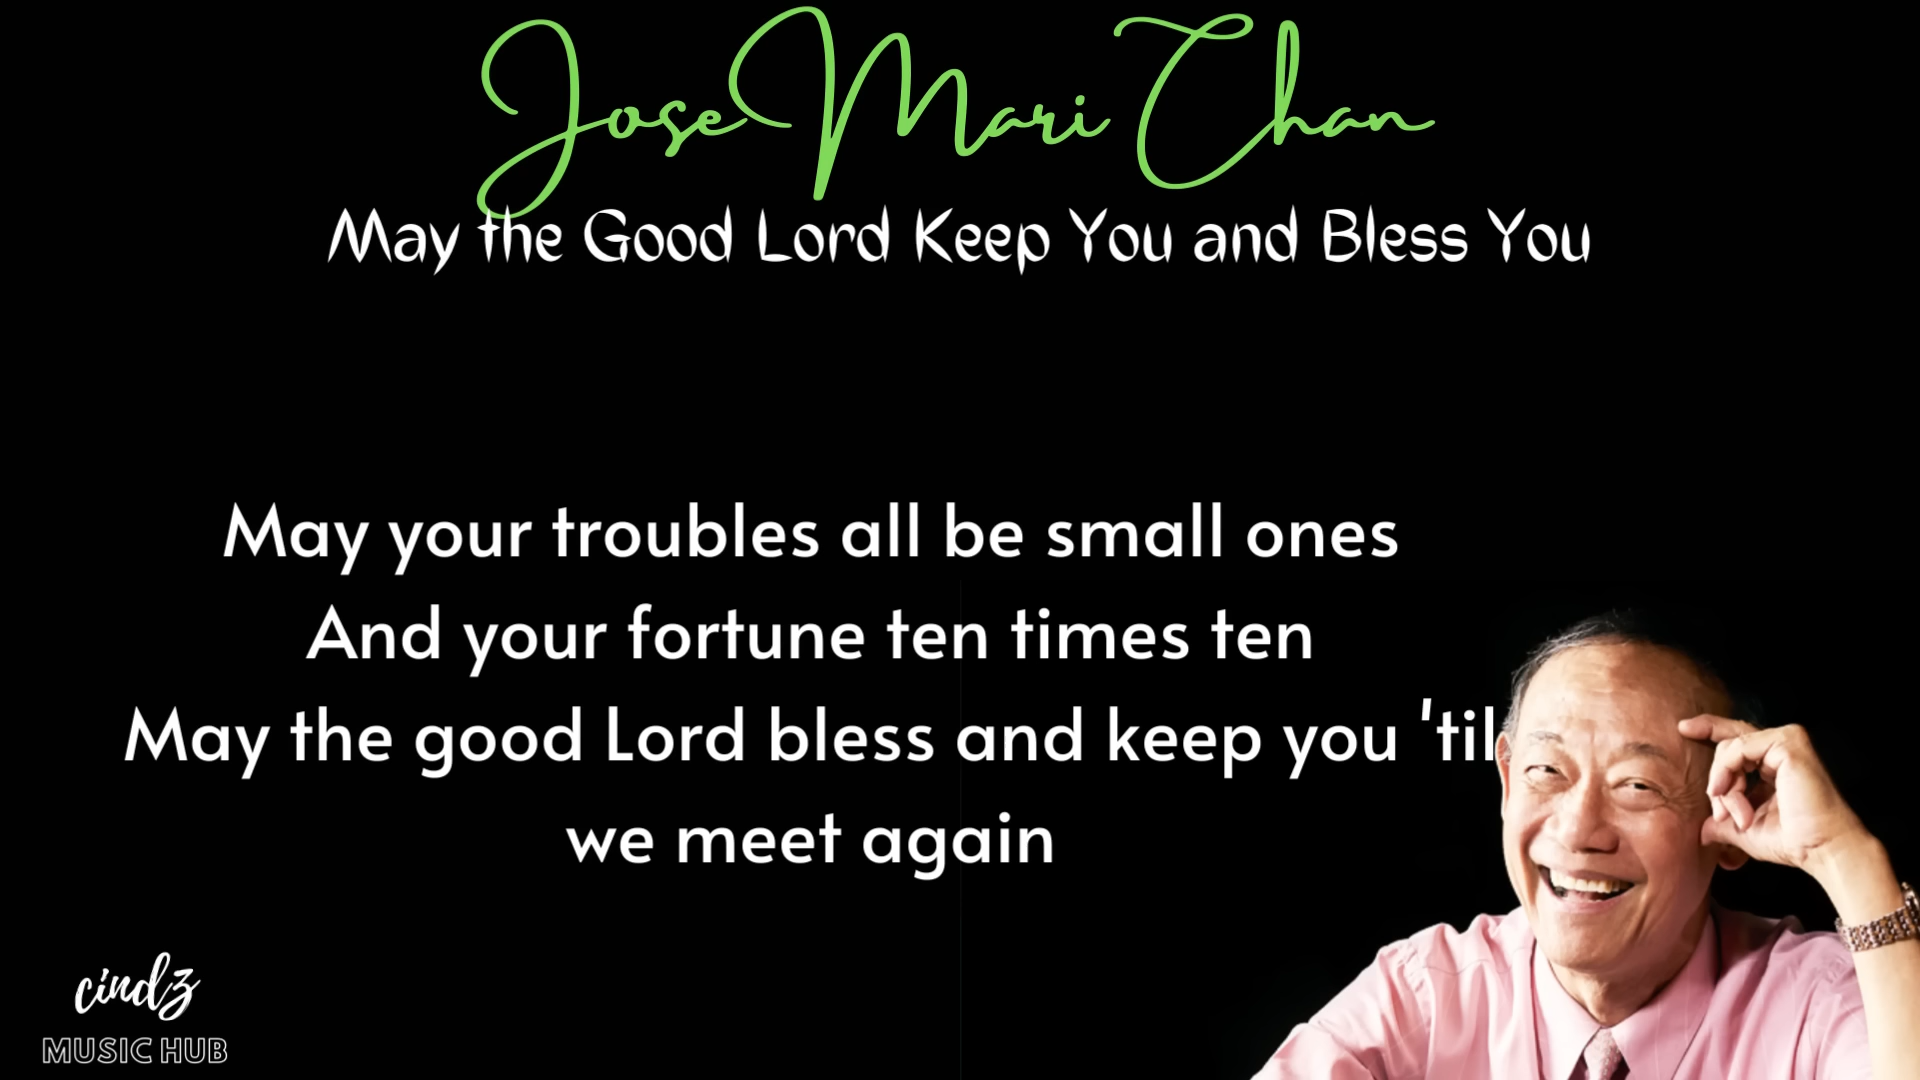 Jose Mari Chan
May the Good Lord Keep You and Bless You
May your troubles all be small ones
And your fortune ten times ten
May the good Lord bless and keep you 'til
we meet again
cindz
MUSIC HUB